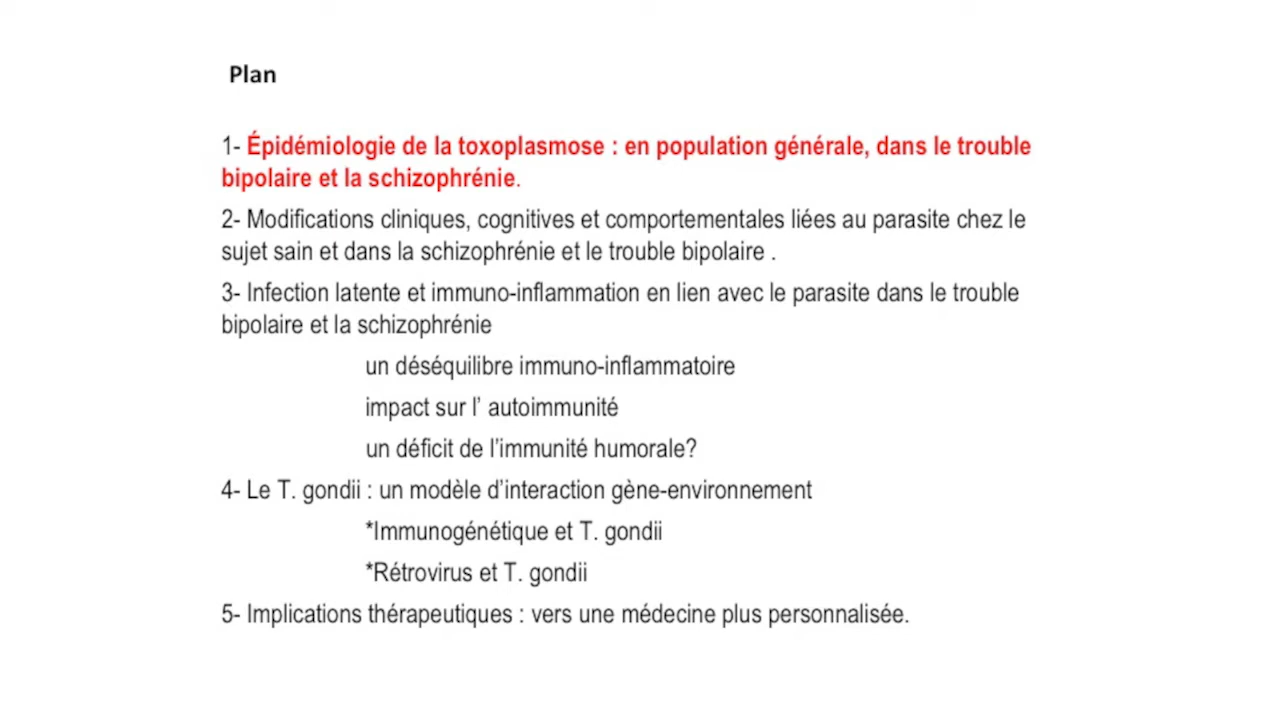 Plan
1- Épidémiologie de la toxoplasmose : en population générale, dans le trouble
bipolaire et la schizophrénie.
2- Modifications cliniques, cognitives et comportementales liées au parasite chez le
sujet sain et dans la schizophrénie et le trouble bipolaire .
3- Infection latente et immuno-inflammation en lien avec le parasite dans le trouble
bipolaire et la schizophrénie
un déséquilibre immuno-inflammatoire
impact sur l’ autoimmunité
un déficit de l’immunité humorale?
4- Le T. gondii : un modèle d’interaction gène-environnement
*Immunogénétique et T. gondii
*Rétrovirus et T. gondii
5- Implications thérapeutiques : vers une médecine plus personnalisée.